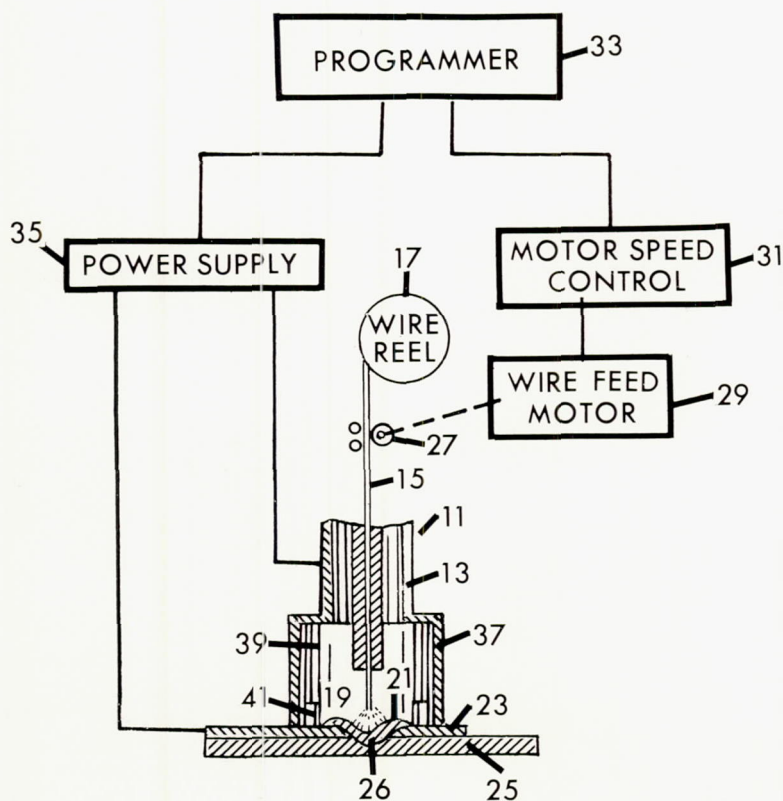 PROGRAMMER
33
35
POWER SUPPLY
17
MOTOR SPEED
CONTROL
31
WIRE
REEL
WIRE FEED
MOTOR
29
27
15
11
13
39
37
41
19
21
23
26
25